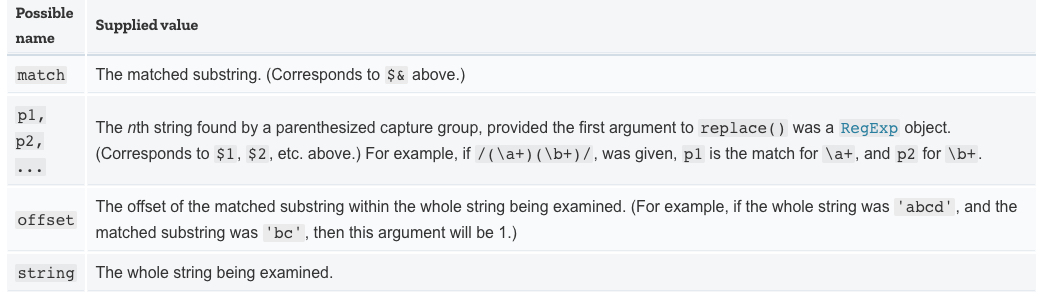 Possible name Supplied value
match The matched substring. (Corresponds to $& above.)
p1,
p2,
...
The nth string found by a parenthesized capture group, provided the first argument to replace() was a RegExp object.
(Corresponds to $1, $2, etc. above.) For example, if /(\a+)(\b+)/, was given, p1 is the match for \a+, and p2 for \b+.
offset
The offset of the matched substring within the whole string being examined. (For example, if the whole string was 'abcd', and the
matched substring was 'bc', then this argument will be 1.)
string The whole string being examined.